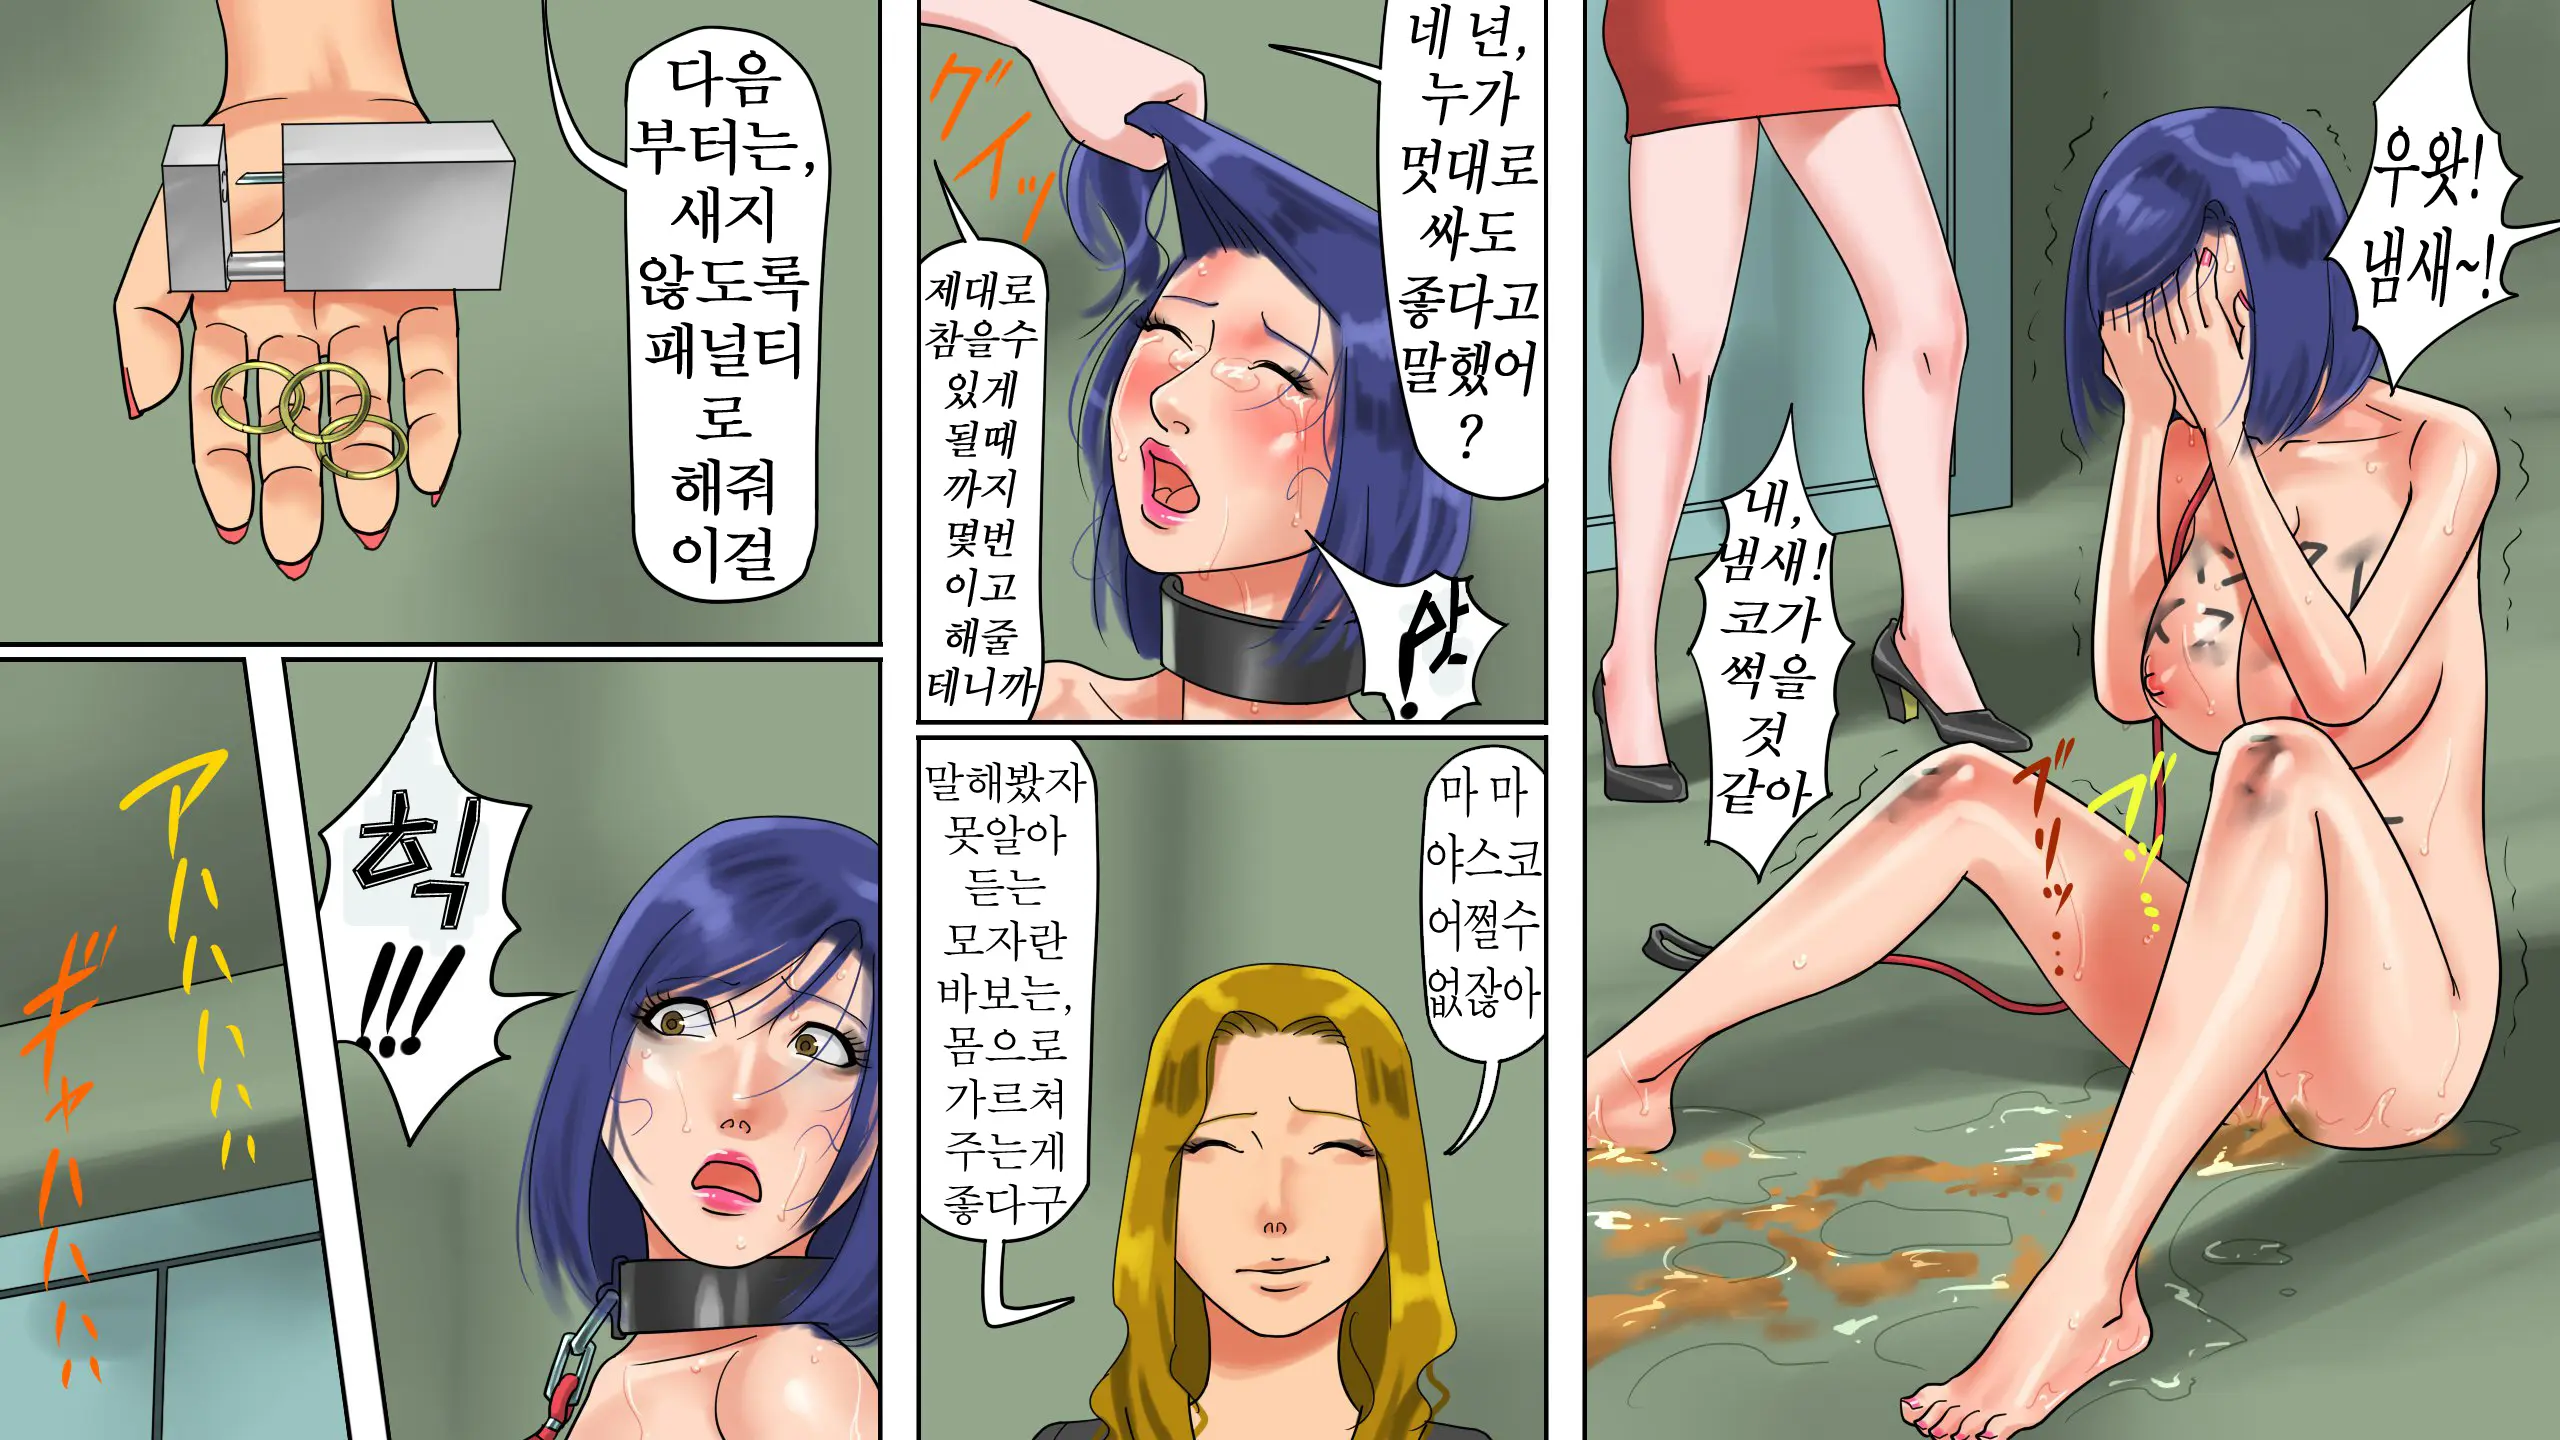 우왓!
냄새~!
내,
냄새!
코가
썩을
것
같아
ブリッ…
ブリッ…
네 년,
누가
멋대로
싸도
좋다고
말했어
?
グイッ
제대로
참을수
있게
될때
까지
몇번
이고
해줄
테니까
앗!
마 마
야스코
어쩔수
없잖아
말해봤자
못알아
듣는
모자란
바보는,
몸으로
가르쳐
주는게
좋다구
다음
부터는,
새지
않도록
패널티
로
해줘
이걸
힉
!!!
アハハハハハ
ギャハハハハ